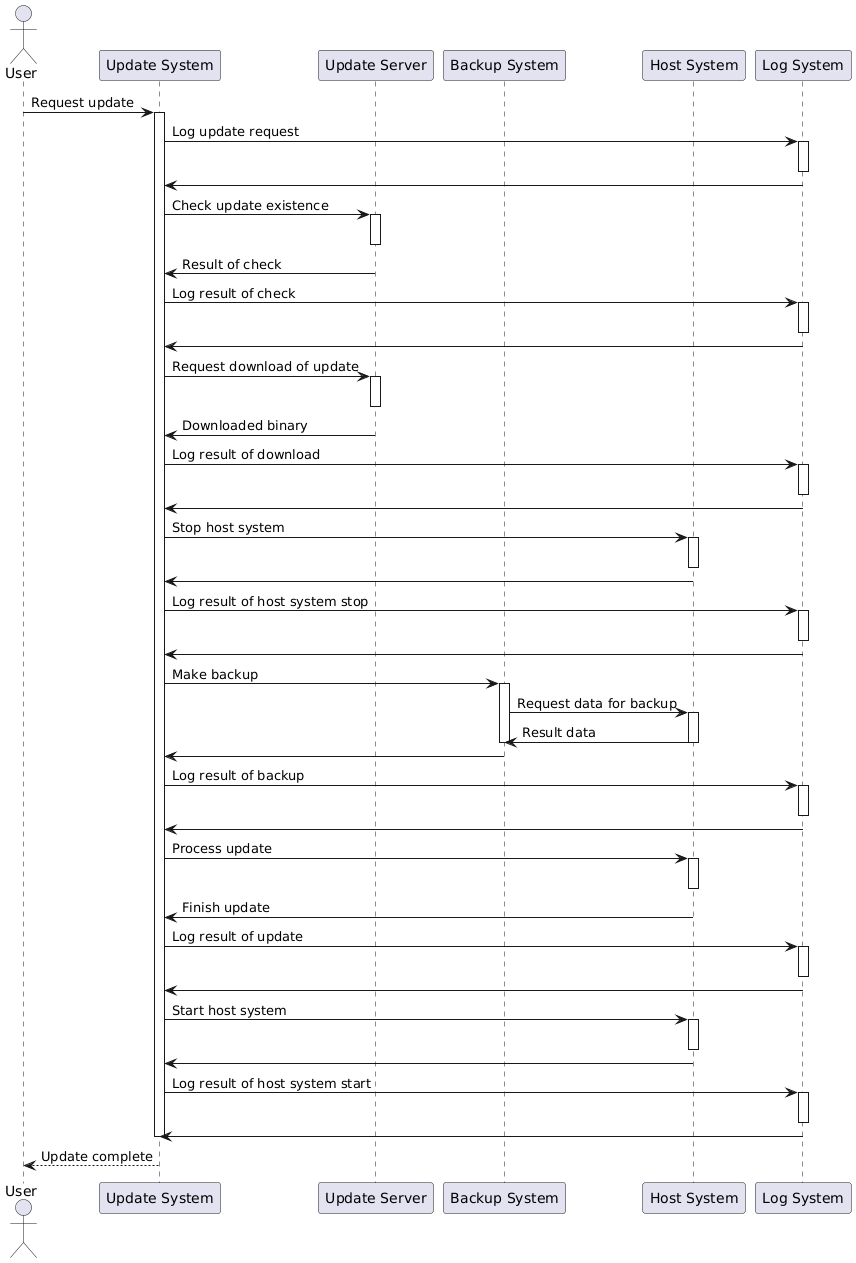 User
Update System
Update Server
Backup System
Host System
Log System
Request update
Log update request
Check update existence
Result of check
Log result of check
Request download of update
Downloaded binary
Log result of download
Stop host system
Log result of host system stop
Make backup
Request data for backup
Result data
Log result of backup
Process update
Finish update
Log result of update
Start host system
Log result of host system start
Update complete
User
Update System
Update Server
Backup System
Host System
Log System